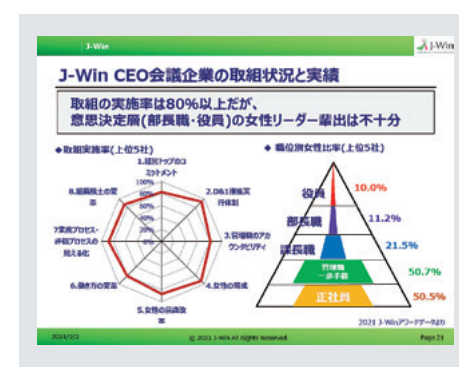 J-Win
J-Win
J-Win CEO会議企業の取組状況と実績
取組の実施率は80%以上だが、
意思決定層(部長職・役員)の女性リーダー輩出は不十分
◆取組実施率(上位5社)
1.経営トップのコ
ミットメント
100%
80%
60%
40%
20%
0%
2.D&I推進実
行体制
3.管理職のアカ
ウンタビリティ
4.女性の育成
5.女性の意識改
革
6.働き方の変革
7.業務プロセス・
評価プロセスの
見える化
8.組織風土の変
革
◆ 職位別女性比率(上位5社)
役員
10.0%
部長職
11.2%
課長職
21.5%
管理職
一歩手前
50.7%
正社員
50.5%
2021 J-Winアワードデータより
© 2021 J-Win All Rights Reserved.
Page 21